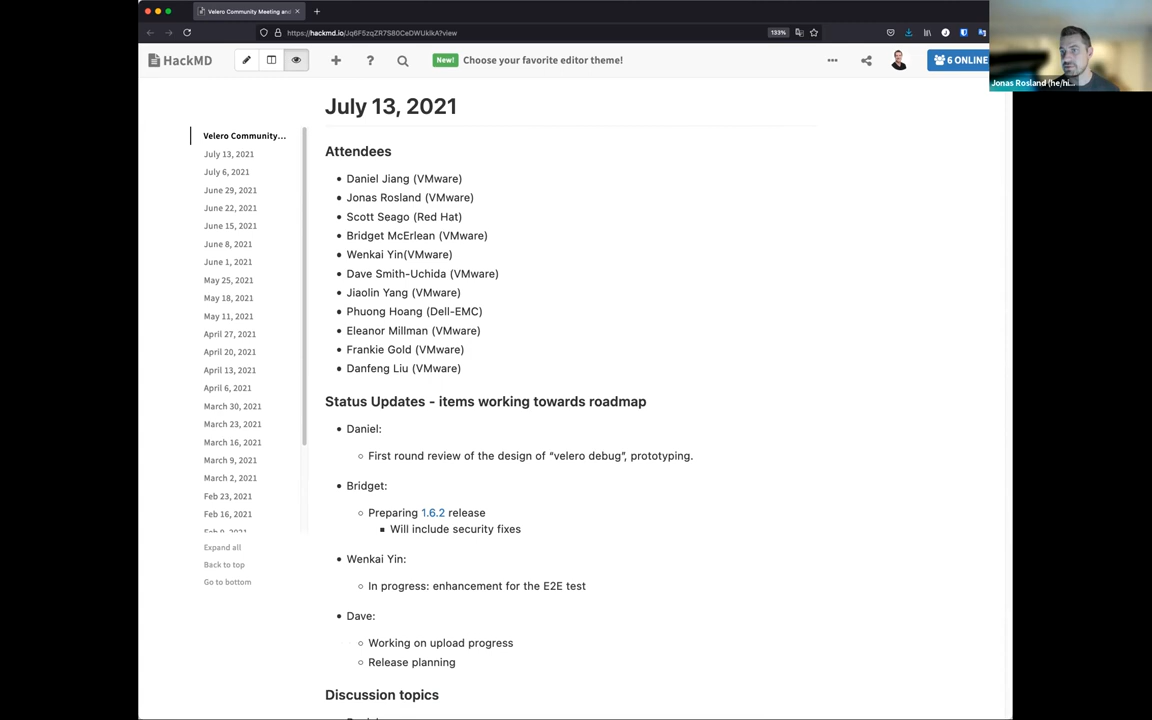 Velero Community Meeting an
https://hackmd.io/Jq6F5zqZR7S80CeDWUklkA?view
133%
HackMD
New! Choose your favorite editor theme!
6 ONLINE
Jonas Rosland (he/hi...
Velero Community...
July 13, 2021
July 6, 2021
June 29, 2021
June 22, 2021
June 15, 2021
June 8, 2021
June 1, 2021
May 25, 2021
May 18, 2021
May 11, 2021
April 27, 2021
April 20, 2021
April 13, 2021
April 6, 2021
March 30, 2021
March 23, 2021
March 16, 2021
March 9, 2021
March 2, 2021
Feb 23, 2021
Feb 16, 2021
Expand all
Back to top
Go to bottom
July 13, 2021
Attendees
Daniel Jiang (VMware)
Jonas Rosland (VMware)
Scott Seago (Red Hat)
Bridget McErlean (VMware)
Wenkai Yin(VMware)
Dave Smith-Uchida (VMware)
Jiaolin Yang (VMware)
Phuong Hoang (Dell-EMC)
Eleanor Millman (VMware)
Frankie Gold (VMware)
Danfeng Liu (VMware)
Status Updates - items working towards roadmap
Daniel:
First round review of the design of “velero debug”, prototyping.
Bridget:
Preparing 1.6.2 release
Will include security fixes
Wenkai Yin:
In progress: enhancement for the E2E test
Dave:
Working on upload progress
Release planning
Discussion topics